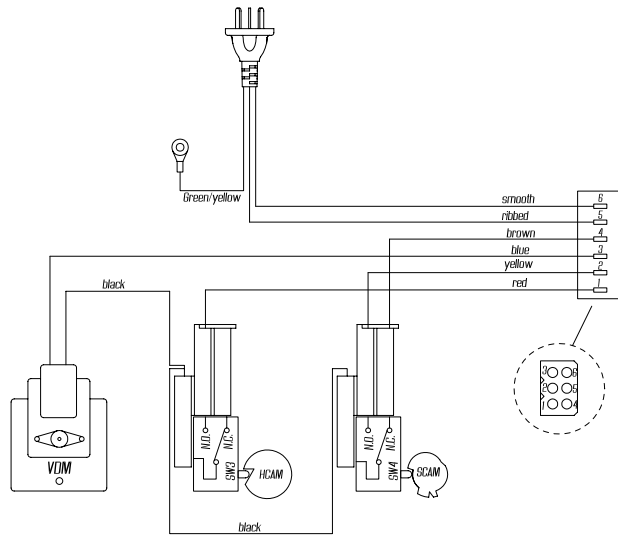 Green/yellow
smooth
6
ribbed
5
brown
4
blue
3
yellow
2
red
1
black
3 6
2 5
1 4
VDM
N.O. N.C.
SW3
HCAM
N.O. N.C.
SW4
SCAM
black